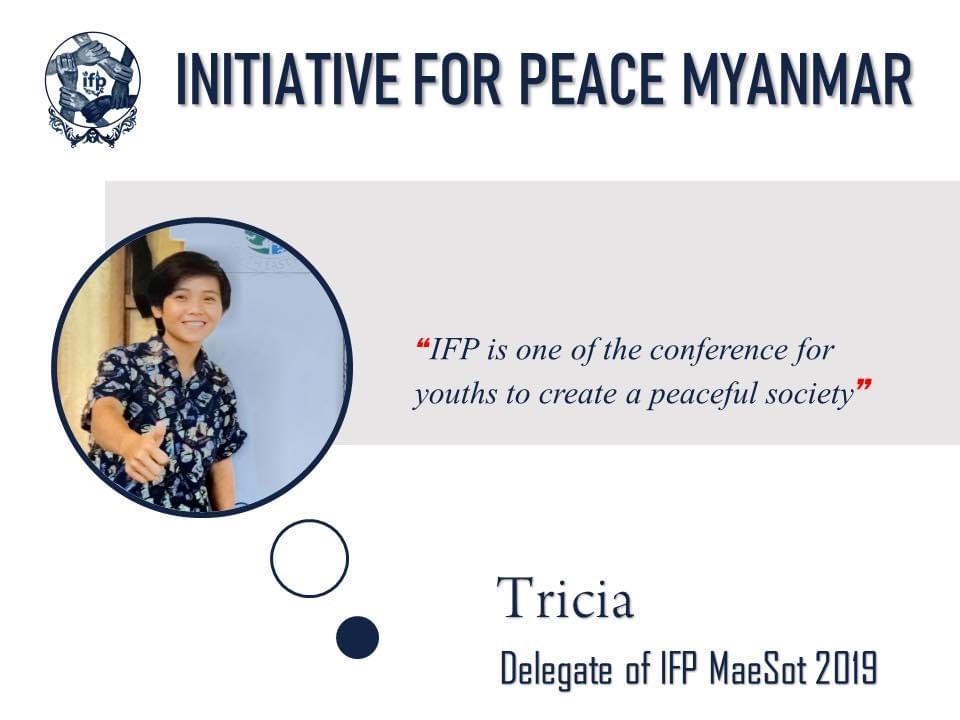 ifp
INITIATIVE FOR PEACE MYANMAR
❝IFP is one of the conference for
youths to create a peaceful society❞
Tricia
Delegate of IFP MaeSot 2019